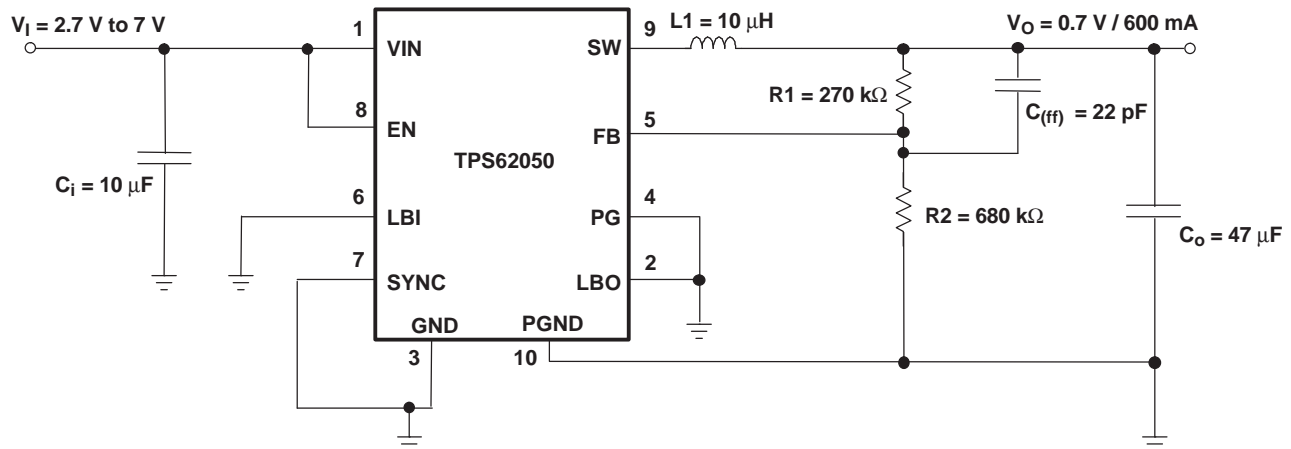 V_I = 2.7 V to 7 V
1
VIN
8
EN
C_i = 10 μF
6
LBI
7
SYNC
GND
3
PGND
10
TPS62050
9
SW
L1 = 10 μH
V_O = 0.7 V / 600 mA
R1 = 270 kΩ
C_(ff) = 22 pF
5
FB
4
PG
R2 = 680 kΩ
2
LBO
C_o = 47 μF